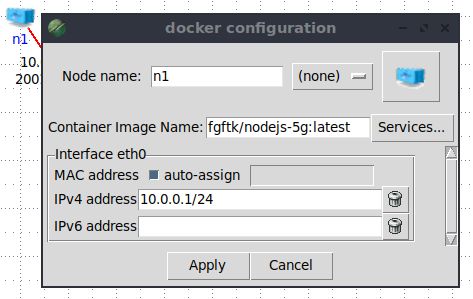 docker configuration
n1
10.
200
Node name: n1 (none)
Container Image Name: fgftk/nodejs-5g:latest Services...
Interface eth0
MAC address auto-assign
IPv4 address 10.0.0.1/24
IPv6 address
Apply Cancel